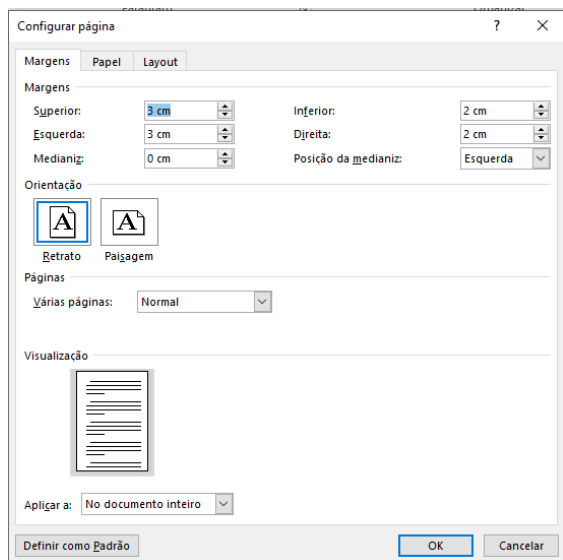 Configurar página ? X
Margens Papel Layout
Margens
Superior: 3 cm Inferior: 2 cm
Esquerda: 3 cm Direita: 2 cm
Medianiz: 0 cm Posição da medianiz: Esquerda
Orientação
A A
Retrato Paisagem
Páginas
Várias páginas: Normal
Visualização
Aplicar a: No documento inteiro
Definir como Padrão OK Cancelar